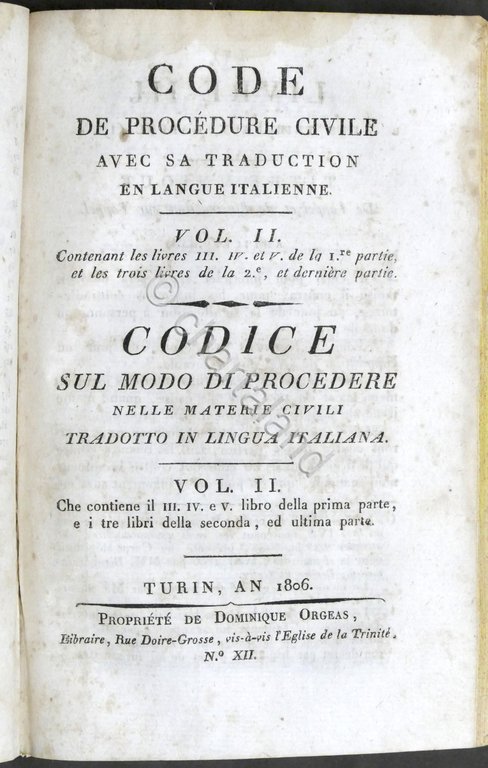 CODE
DE PROCÉDURE CIVILE
AVEC SA TRADUCTION
EN LANGUE ITALIENNE.
VOL. II.
Contenant les livres III. IV. et V. de la 1.re partie,
et les trois livres de la 2.e, et dernière partie.
CODICE
SUL MODO DI PROCEDERE
NELLE MATERIE CIVILI
TRADOTTO IN LINGUA ITALIANA.
VOL. II.
Che contiene il III. IV. e V. libro della prima parte,
e i tre libri della seconda, ed ultima parte.
TURIN, AN 1806.
PROPRIÉTÉ DE DOMINIQUE ORGEAS,
Libraire, Rue Doire-Grosse, vis-à-vis l'Eglise de la Trinité.
N.º XII.
© chartaland